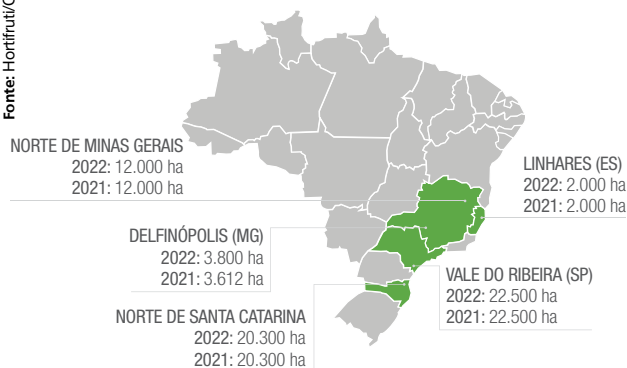 Fonte: Hortifruti/
NORTE DE MINAS GERAIS
2022: 12.000 ha
2021: 12.000 ha
LINHARES (ES)
2022: 2.000 ha
2021: 2.000 ha
DELFINÓPOLIS (MG)
2022: 3.800 ha
2021: 3.612 ha
VALE DO RIBEIRA (SP)
2022: 22.500 ha
2021: 22.500 ha
NORTE DE SANTA CATARINA
2022: 20.300 ha
2021: 20.300 ha